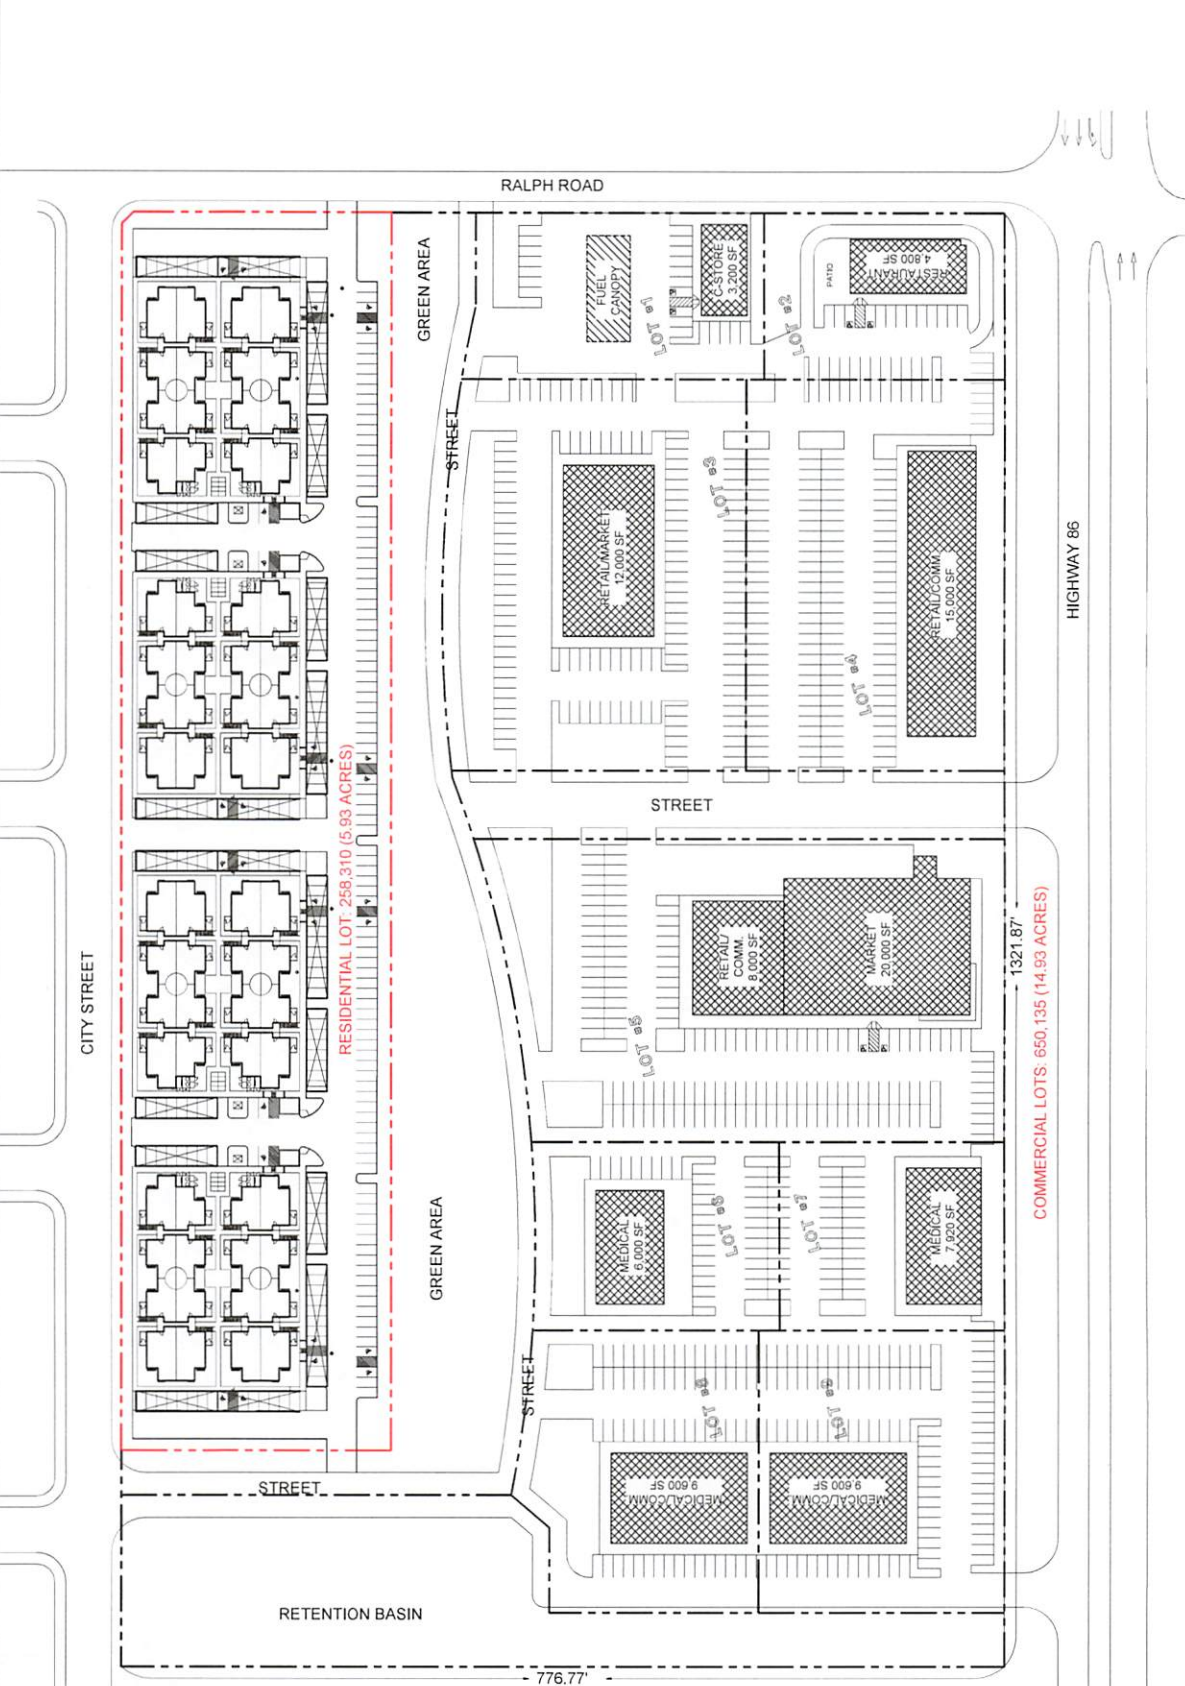 RALPH ROAD
GREEN AREA
FUEL
CANOPY
C-STORE
3,200 SF
RESTAURANT
4,800 SF
PATIO
LOT #1
LOT #2
STREET
RETAIL/MARKET
12,000 SF
LOT #3
RETAIL/COMM.
15,000 SF
LOT #4
HIGHWAY 86
RESIDENTIAL LOT: 258,310 (5.93 ACRES)
STREET
CITY STREET
RETAIL/
COMM.
8,000 SF
MARKET
20,000 SF
1321.87'
COMMERCIAL LOTS: 650,135 (14.93 ACRES)
LOT #5
GREEN AREA
MEDICAL
6,000 SF
LOT #6
LOT #7
MEDICAL
7,920 SF
STREET
LOT #8
LOT #9
STREET
MEDICAL/COMM.
9,600 SF
MEDICAL/COMM.
9,600 SF
RETENTION BASIN
776.77'